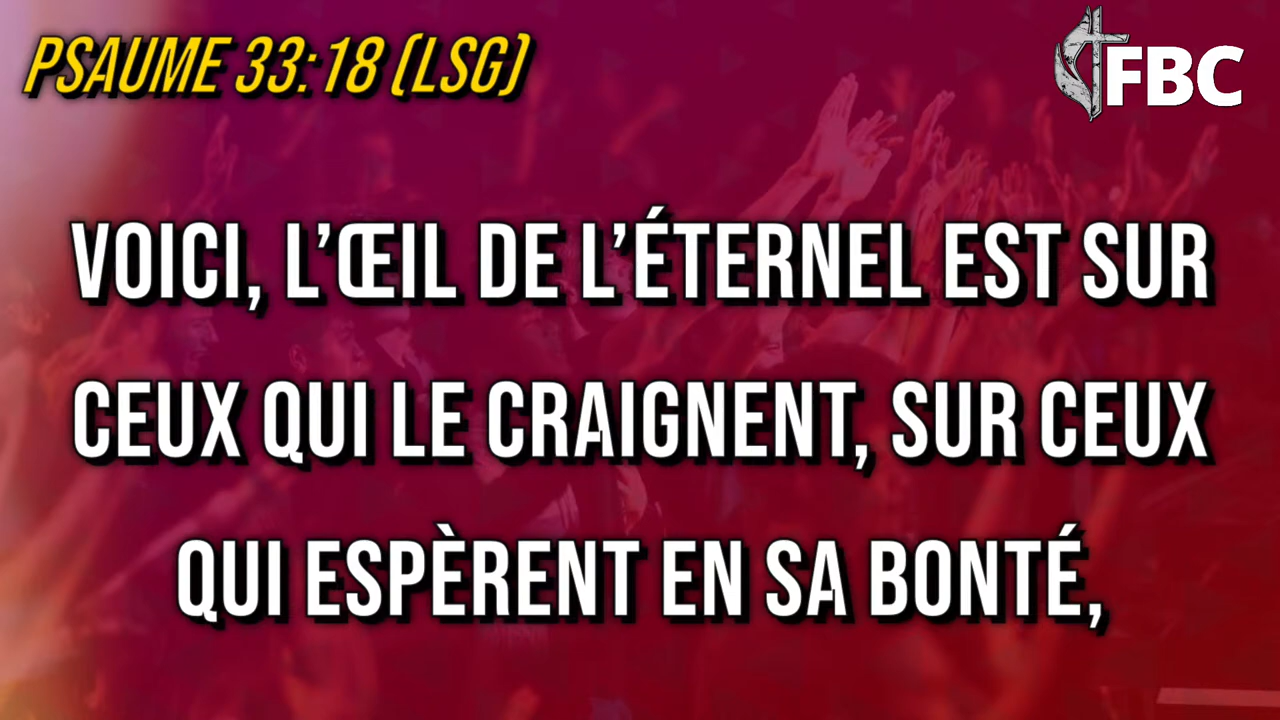 PSAUME 33:18 (LSG)
FBC
VOICI, L’ŒIL DE L’ÉTERNEL EST SUR
CEUX QUI LE CRAIGNENT, SUR CEUX
QUI ESPÈRENT EN SA BONTÉ,